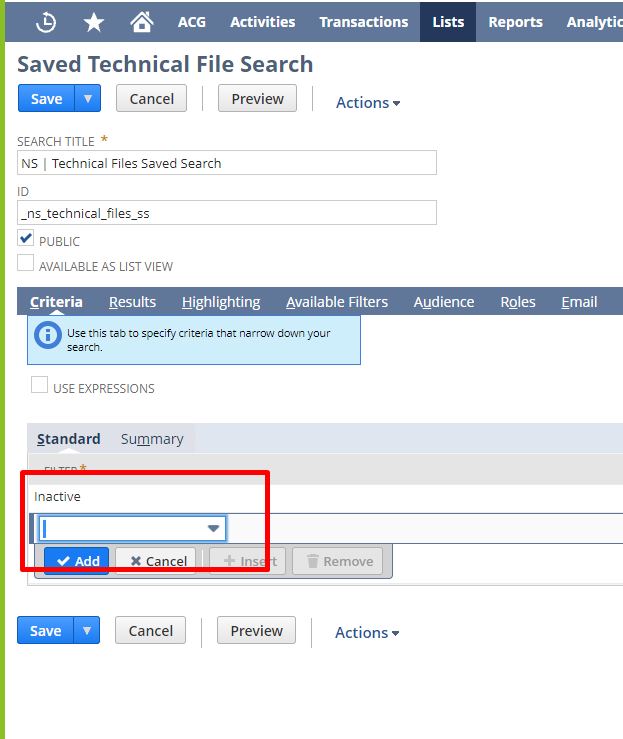 ACG Activities Transactions Lists Reports
Saved Technical File Search
Save Cancel Preview Actions
SEARCH TITLE *
NS | Technical Files Saved Search
ID
_ns_technical_files_ss
PUBLIC
AVAILABLE AS LIST VIEW
Criteria Results Highlighting Available Filters Audience Roles Email
Use this tab to specify criteria that narrow down your
search.
USE EXPRESSIONS
Standard Summary
FILTER *
Inactive
Add Cancel Insert Remove
Save Cancel Preview Actions